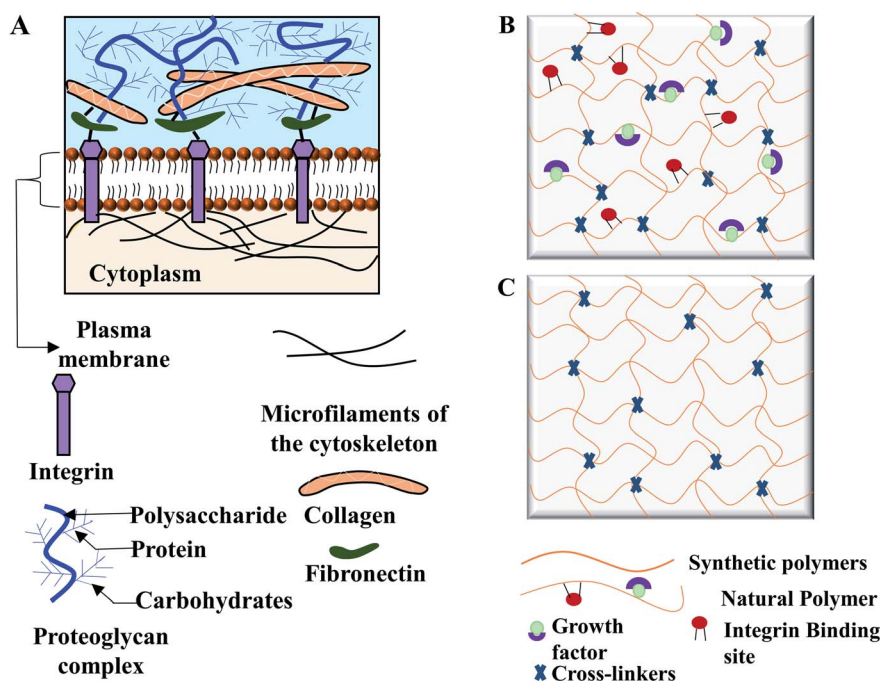 A
Cytoplasm
Plasma
membrane
Integrin
Polysaccharide
Protein
Carbohydrates
Proteoglycan
complex
Microfilaments of
the cytoskeleton
Collagen
Fibronectin
B
C
Synthetic polymers
Natural Polymer
Growth
factor
Integrin Binding
site
Cross-linkers